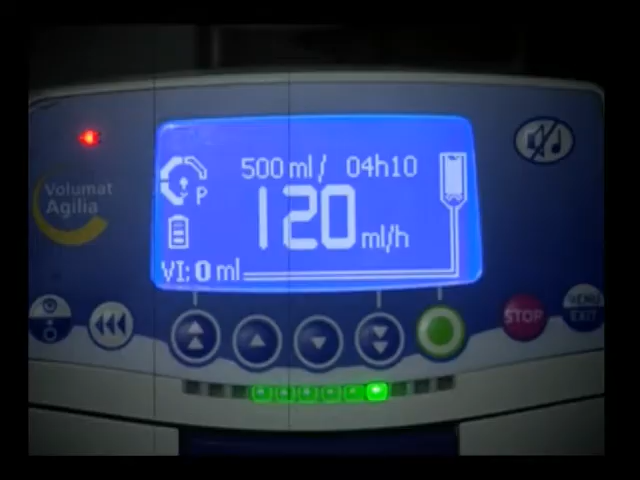 500 ml / 04h10
Volumat
Agilia
P
120 ml/h
VI: 0 ml
STOP
MENU
EXIT